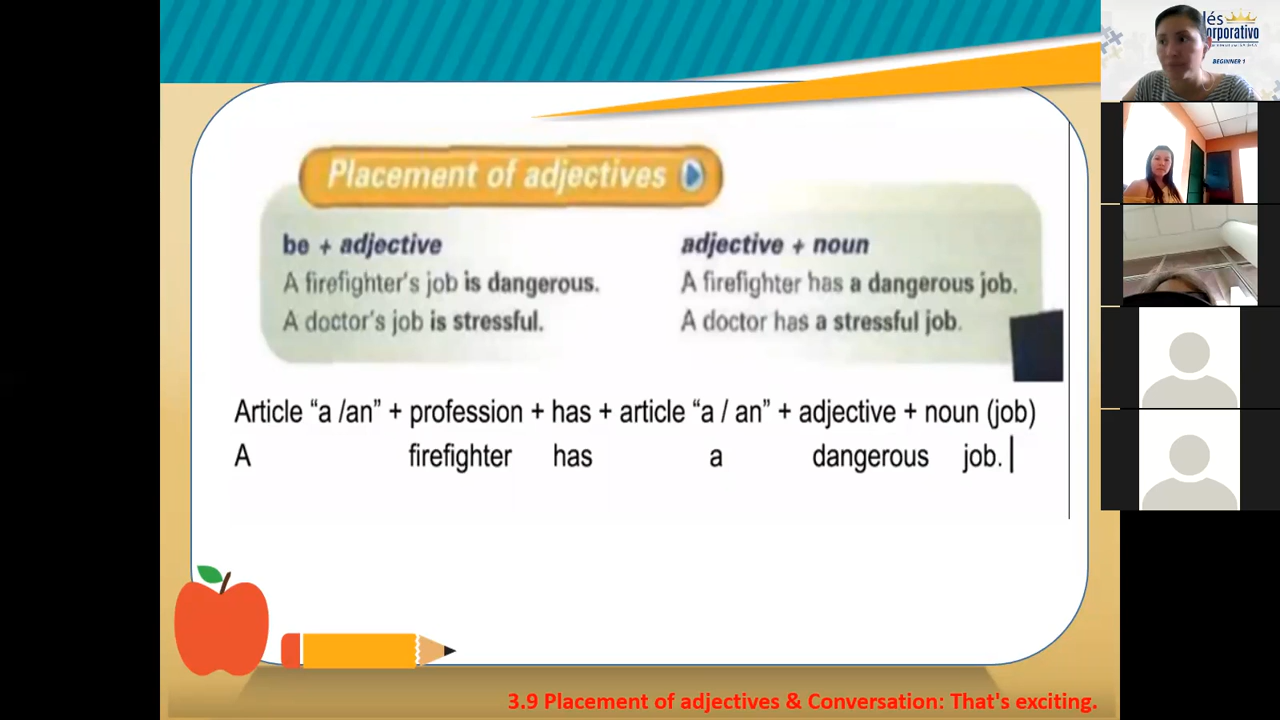 Placement of adjectives
be + adjective
A firefighter's job is dangerous.
A doctor's job is stressful.
adjective + noun
A firefighter has a dangerous job.
A doctor has a stressful job.
Article “a /an” + profession + has + article “a / an” + adjective + noun (job)
A firefighter has a dangerous job.
3.9 Placement of adjectives & Conversation: That's exciting.
lés
orporativo
BEGINNER 1